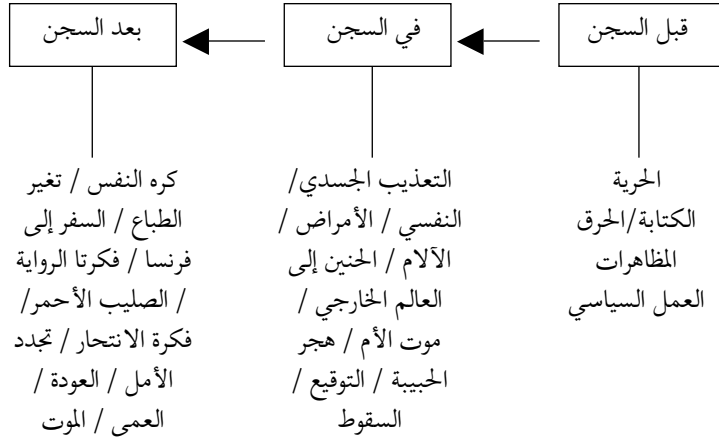 قبل السجن
في السجن
بعد السجن
الحرية
الكتابة/الحرق
المظاهرات
العمل السياسي
التعذيب الجسدي/
النفسي / الأمراض /
الآلام / الحنين إلى
العالم الخارجي /
موت الأم / هجر
الحبيبة / التوقيع /
السقوط
كره النفس / تغير
الطباع / السفر إلى
فرنسا / فكرتا الرواية
/ الصليب الأحمر/
فكرة الانتحار / تجدد
الأمل / العودة /
العمى / الموت